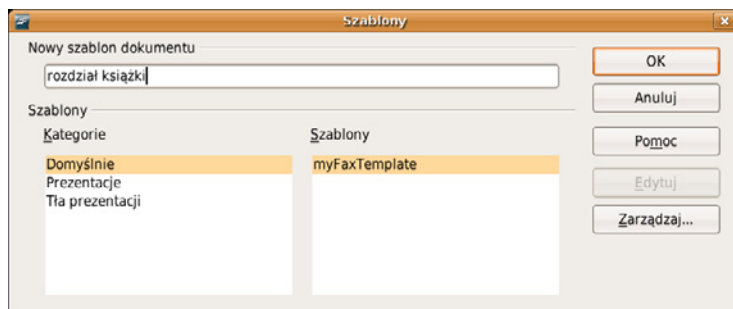 Szablony
Nowy szablon dokumentu
rozdział książki
Szablony
Kategorie
Domyślnie
Prezentacje
Tła prezentacji
Szablony
myFaxTemplate
OK
Anuluj
Pomoc
Edytuj
Zarządzaj...